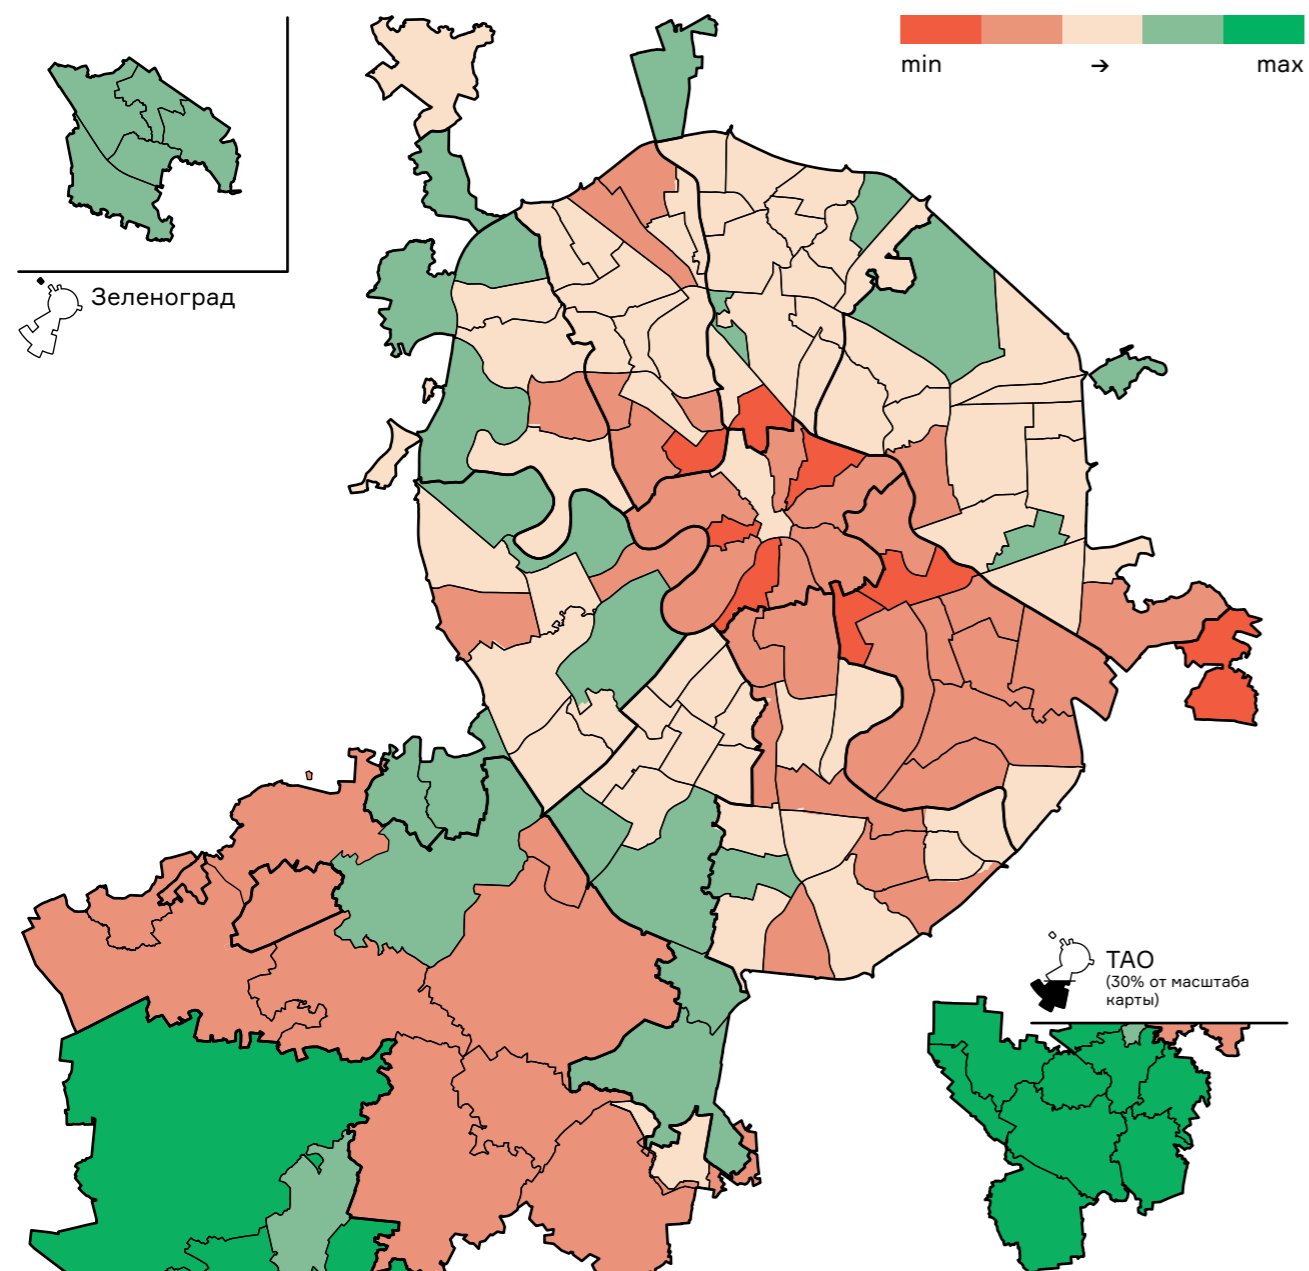 min → max
Зеленоград
ТАО
(30% от масштаба
карты)